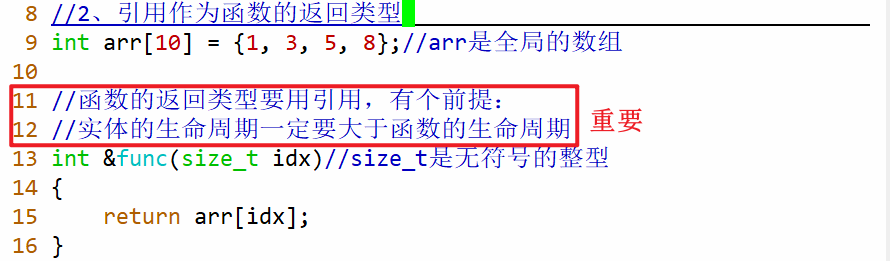 8 //2、引用作为函数的返回类型
9 int arr[10] = {1, 3, 5, 8};//arr是全局的数组
10
11 //函数的返回类型要用引用，有个前提：
12 //实体的生命周期一定要大于函数的生命周期
重要
13 int &func(size_t idx)//size_t是无符号的整型
14 {
15     return arr[idx];
16 }